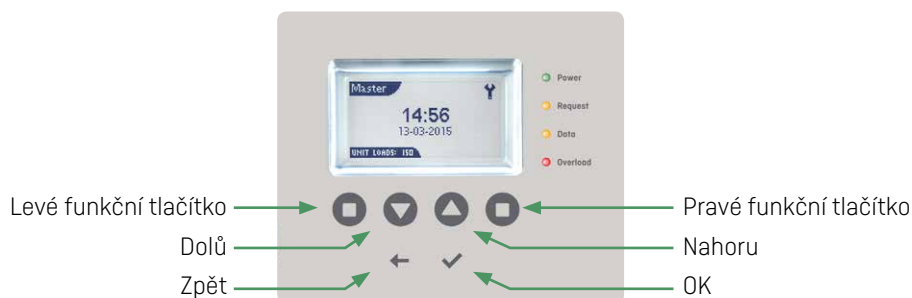 Master
14:56
13-03-2015
UNIT LOADS: 150
Power
Request
Data
Overload
Levé funkční tlačítko
Pravé funkční tlačítko
Dolů
Nahoru
Zpět
OK